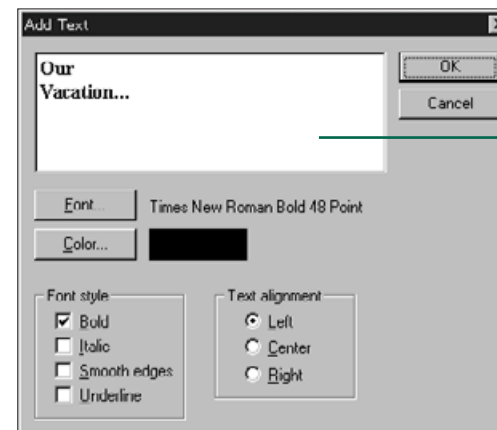 Add Text
Our
Vacation...
OK
Cancel
Font...
Times New Roman Bold 48 Point
Color...
Font style
Bold
Italic
Smooth edges
Underline
Text alignment
Left
Center
Right